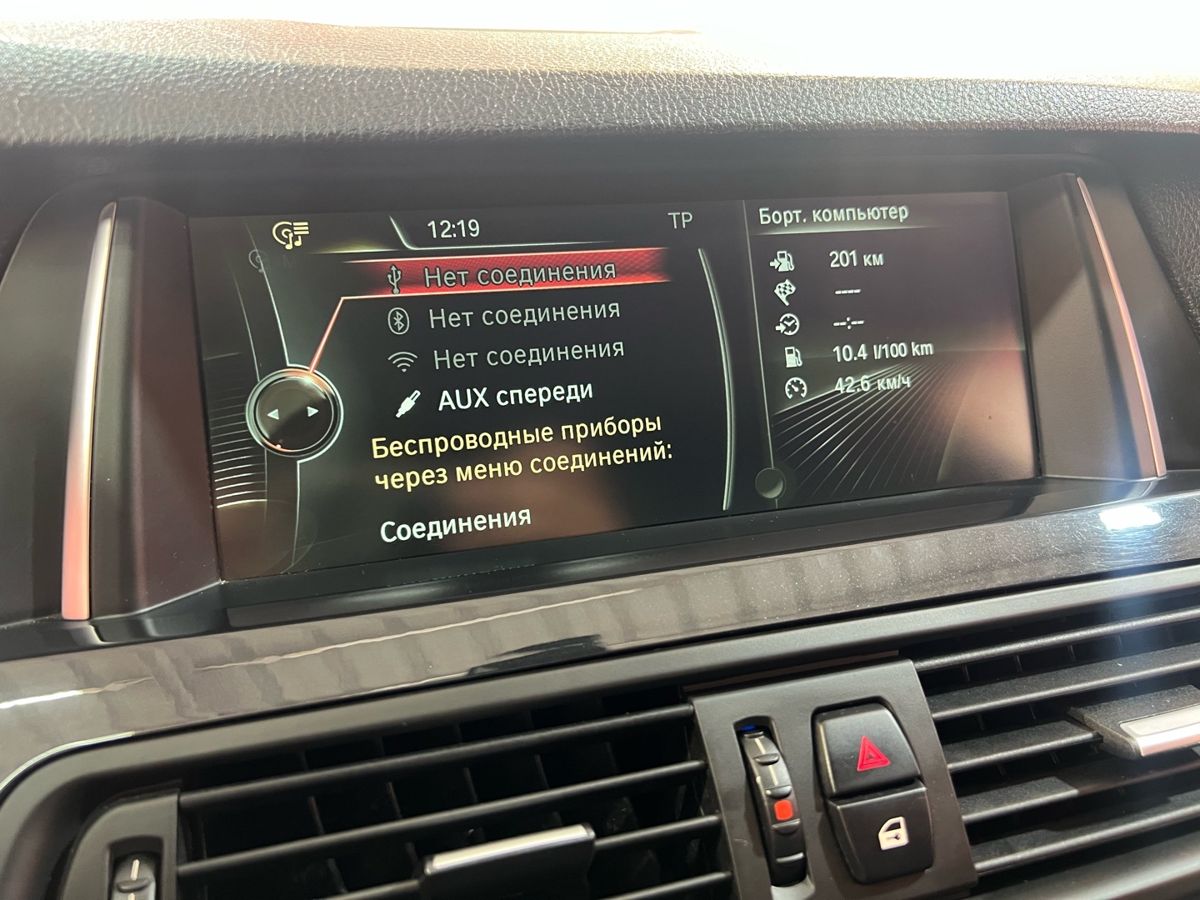 12:19
TP
Нет соединения
Нет соединения
Нет соединения
AUX спереди
Беспроводные приборы
через меню соединений:
Соединения
Борт. компьютер
201 км
----
--:--
10.4 l/100 km
42.6 км/ч